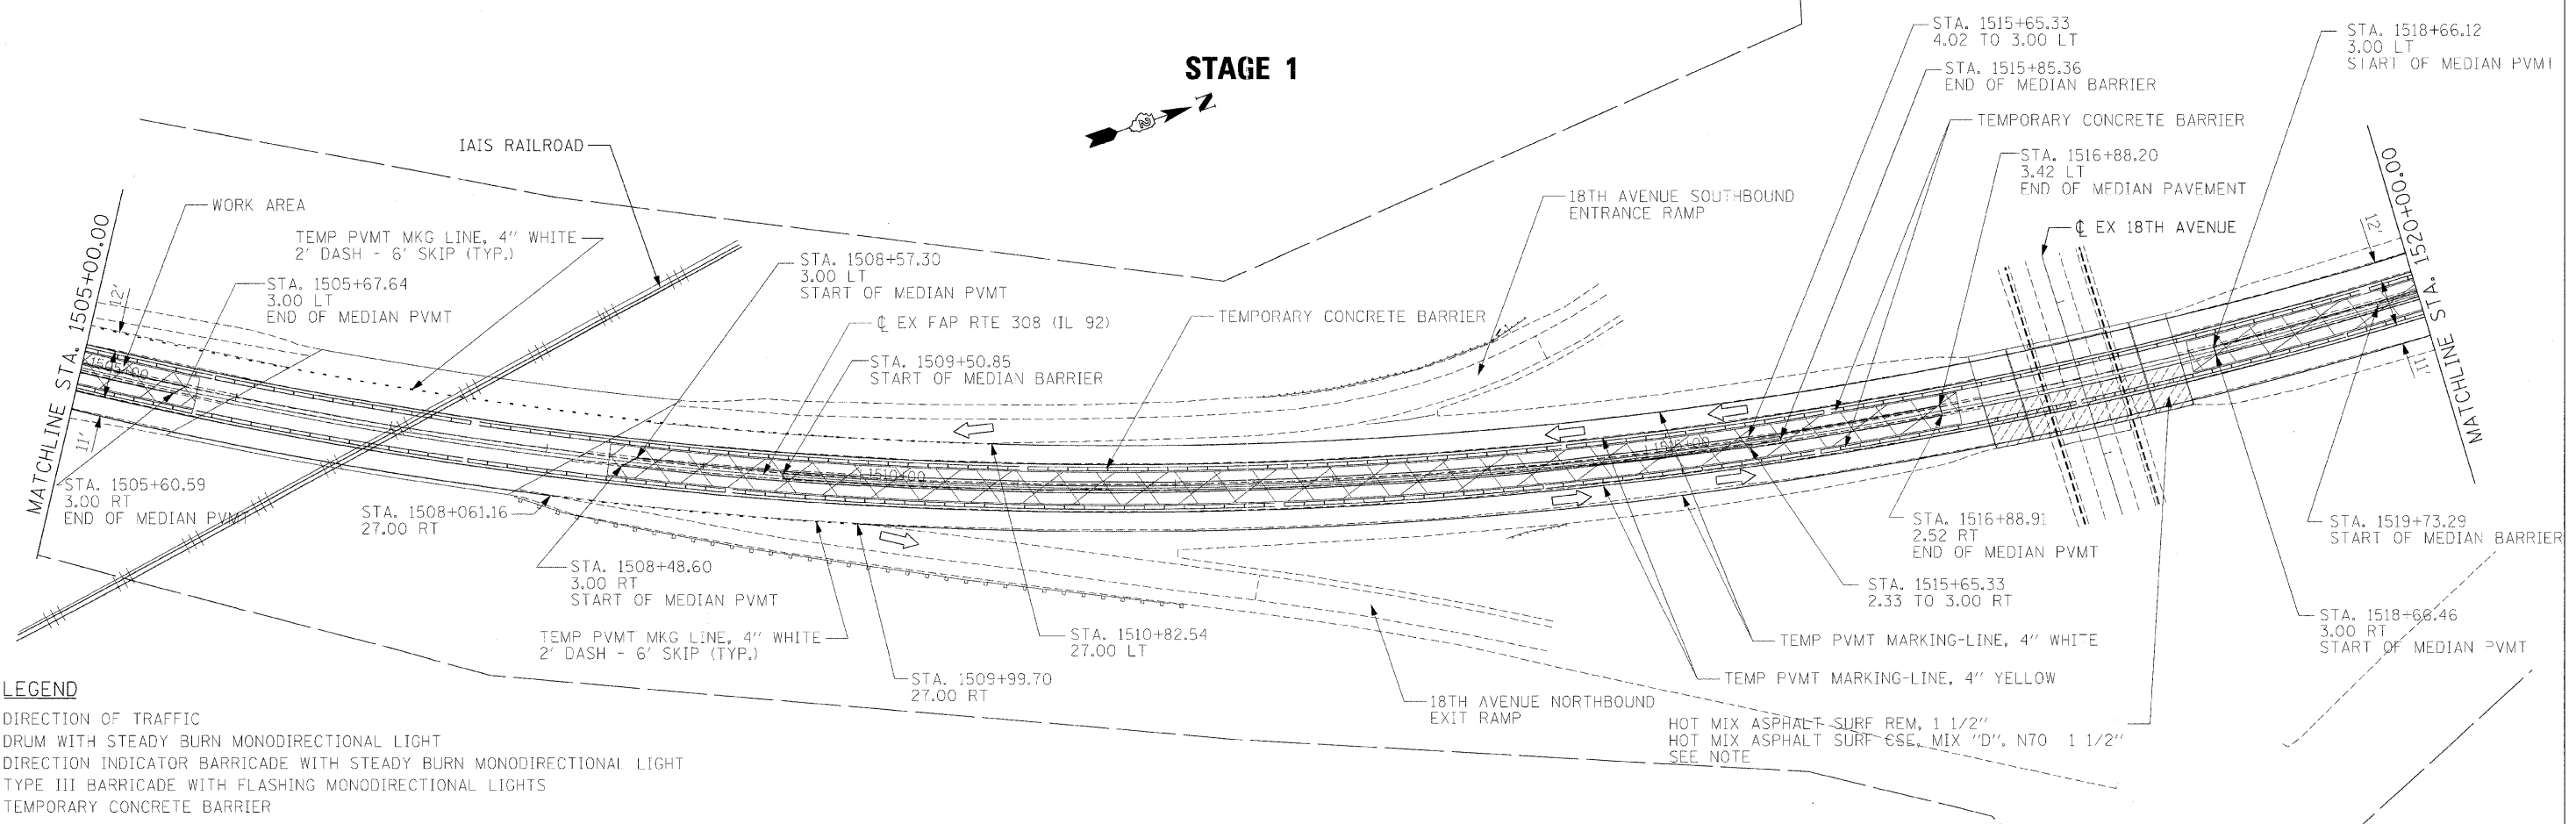 STAGE 1
N
MATCHLINE STA. 1505+00.00
WORK AREA
IAIS RAILROAD
TEMP PVMT MKG LINE, 4" WHITE
2' DASH - 6' SKIP (TYP.)
12'
STA. 1505+67.64
3.00 LT
END OF MEDIAN PVMT
11'
STA. 1505+60.59
3.00 RT
END OF MEDIAN PVMT
STA. 1508+57.30
3.00 LT
START OF MEDIAN PVMT
℄ EX FAP RTE 308 (IL 92)
STA. 1509+50.85
START OF MEDIAN BARRIER
TEMPORARY CONCRETE BARRIER
18TH AVENUE SOUTHBOUND
ENTRANCE RAMP
STA. 1515+65.33
4.02 TO 3.00 LT
STA. 1515+85.36
END OF MEDIAN BARRIER
TEMPORARY CONCRETE BARRIER
STA. 1516+88.20
3.42 LT
END OF MEDIAN PAVEMENT
℄ EX 18TH AVENUE
STA. 1518+66.12
3.00 LT
START OF MEDIAN PVMT
12'
MATCHLINE STA. 1520+00.00
11'
1505+00
1510+00
1515+00
STA. 1508+061.16
27.00 RT
STA. 1508+48.60
3.00 RT
START OF MEDIAN PVMT
TEMP PVMT MKG LINE, 4" WHITE
2' DASH - 6' SKIP (TYP.)
STA. 1509+99.70
27.00 RT
STA. 1510+82.54
27.00 LT
18TH AVENUE NORTHBOUND
EXIT RAMP
STA. 1516+88.91
2.52 RT
END OF MEDIAN PVMT
STA. 1515+65.33
2.33 TO 3.00 RT
TEMP PVMT MARKING-LINE, 4" WHITE
TEMP PVMT MARKING-LINE, 4" YELLOW
HOT MIX ASPHALT SURF REM, 1 1/2"
HOT MIX ASPHALT SURF CSE, MIX "D", N70 1 1/2"
SEE NOTE
STA. 1519+73.29
START OF MEDIAN BARRIER
STA. 1518+66.46
3.00 RT
START OF MEDIAN PVMT
LEGEND
DIRECTION OF TRAFFIC
DRUM WITH STEADY BURN MONODIRECTIONAL LIGHT
DIRECTION INDICATOR BARRICADE WITH STEADY BURN MONODIRECTIONAL LIGHT
TYPE III BARRICADE WITH FLASHING MONODIRECTIONAL LIGHTS
TEMPORARY CONCRETE BARRIER